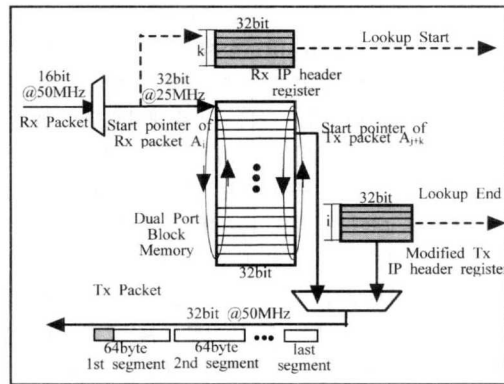 32bit
k
Lookup Start
16bit
@50MHz
32bit
@25MHz
Rx IP header
register
Rx Packet
Start pointer of
Rx packet Ai
Start pointer of
Tx packet Aj+k
32bit
Lookup End
i
Dual Port
Block
Memory
32bit
Modified Tx
IP header register
Tx Packet
32bit @50MHz
64byte
1st segment
64byte
2nd segment
last
segment